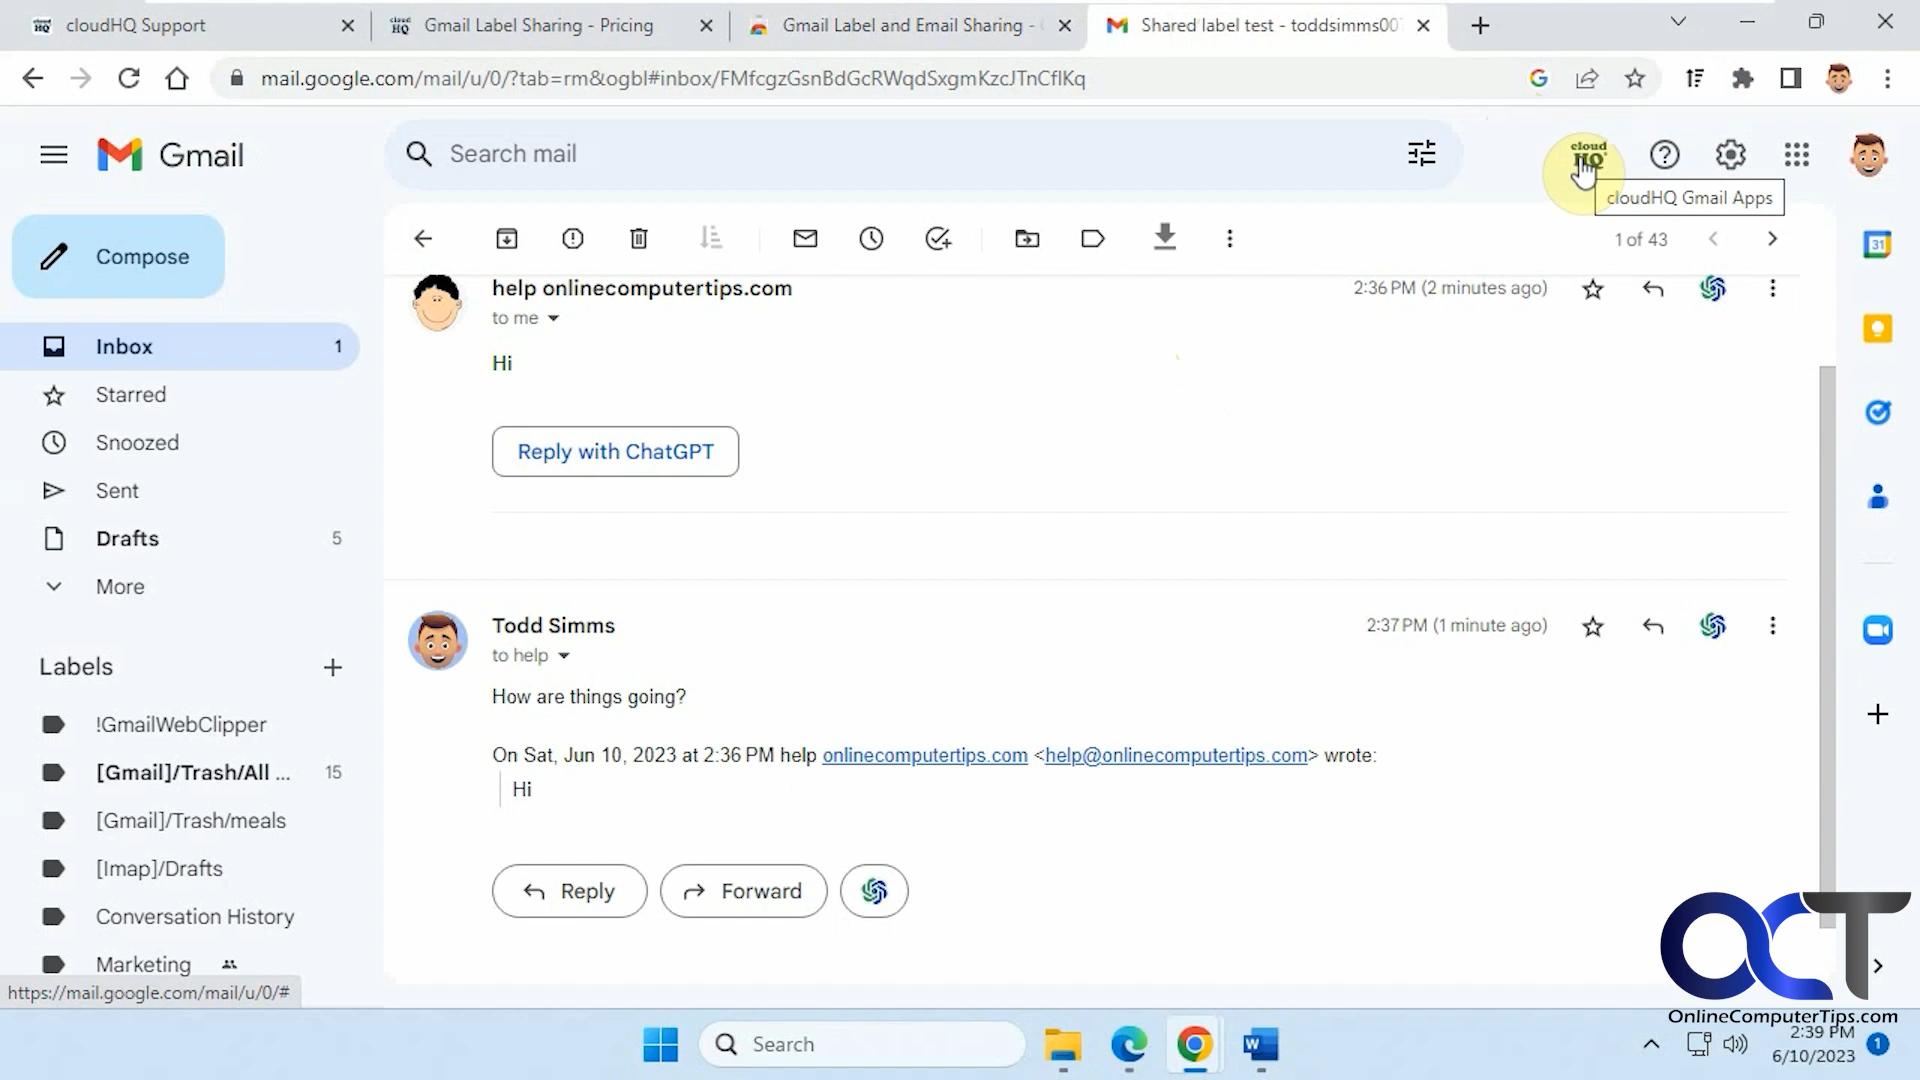 cloudHQ Support
Gmail Label Sharing - Pricing
Gmail Label and Email Sharing -
Shared label test - toddsimms00
mail.google.com/mail/u/0/?tab=rm&ogbl#inbox/FMfcgzGsnBdGcRWqdSxgmKzcJTnCflKq
Gmail
Search mail
cloud HQ
cloudHQ Gmail Apps
Compose
1 of 43
help onlinecomputertips.com
2:36 PM (2 minutes ago)
to me
Hi
Inbox 1
Starred
Snoozed
Sent
Drafts 5
More
Reply with ChatGPT
Todd Simms
2:37 PM (1 minute ago)
to help
How are things going?
On Sat, Jun 10, 2023 at 2:36 PM help onlinecomputertips.com <help@onlinecomputertips.com> wrote:
Hi
Reply
Forward
Labels
!GmailWebClipper
[Gmail]/Trash/All ... 15
[Gmail]/Trash/meals
[Imap]/Drafts
Conversation History
Marketing
https://mail.google.com/mail/u/0/#
31
OCT
OnlineComputerTips.com
Search
W
2:39 PM
6/10/2023
1